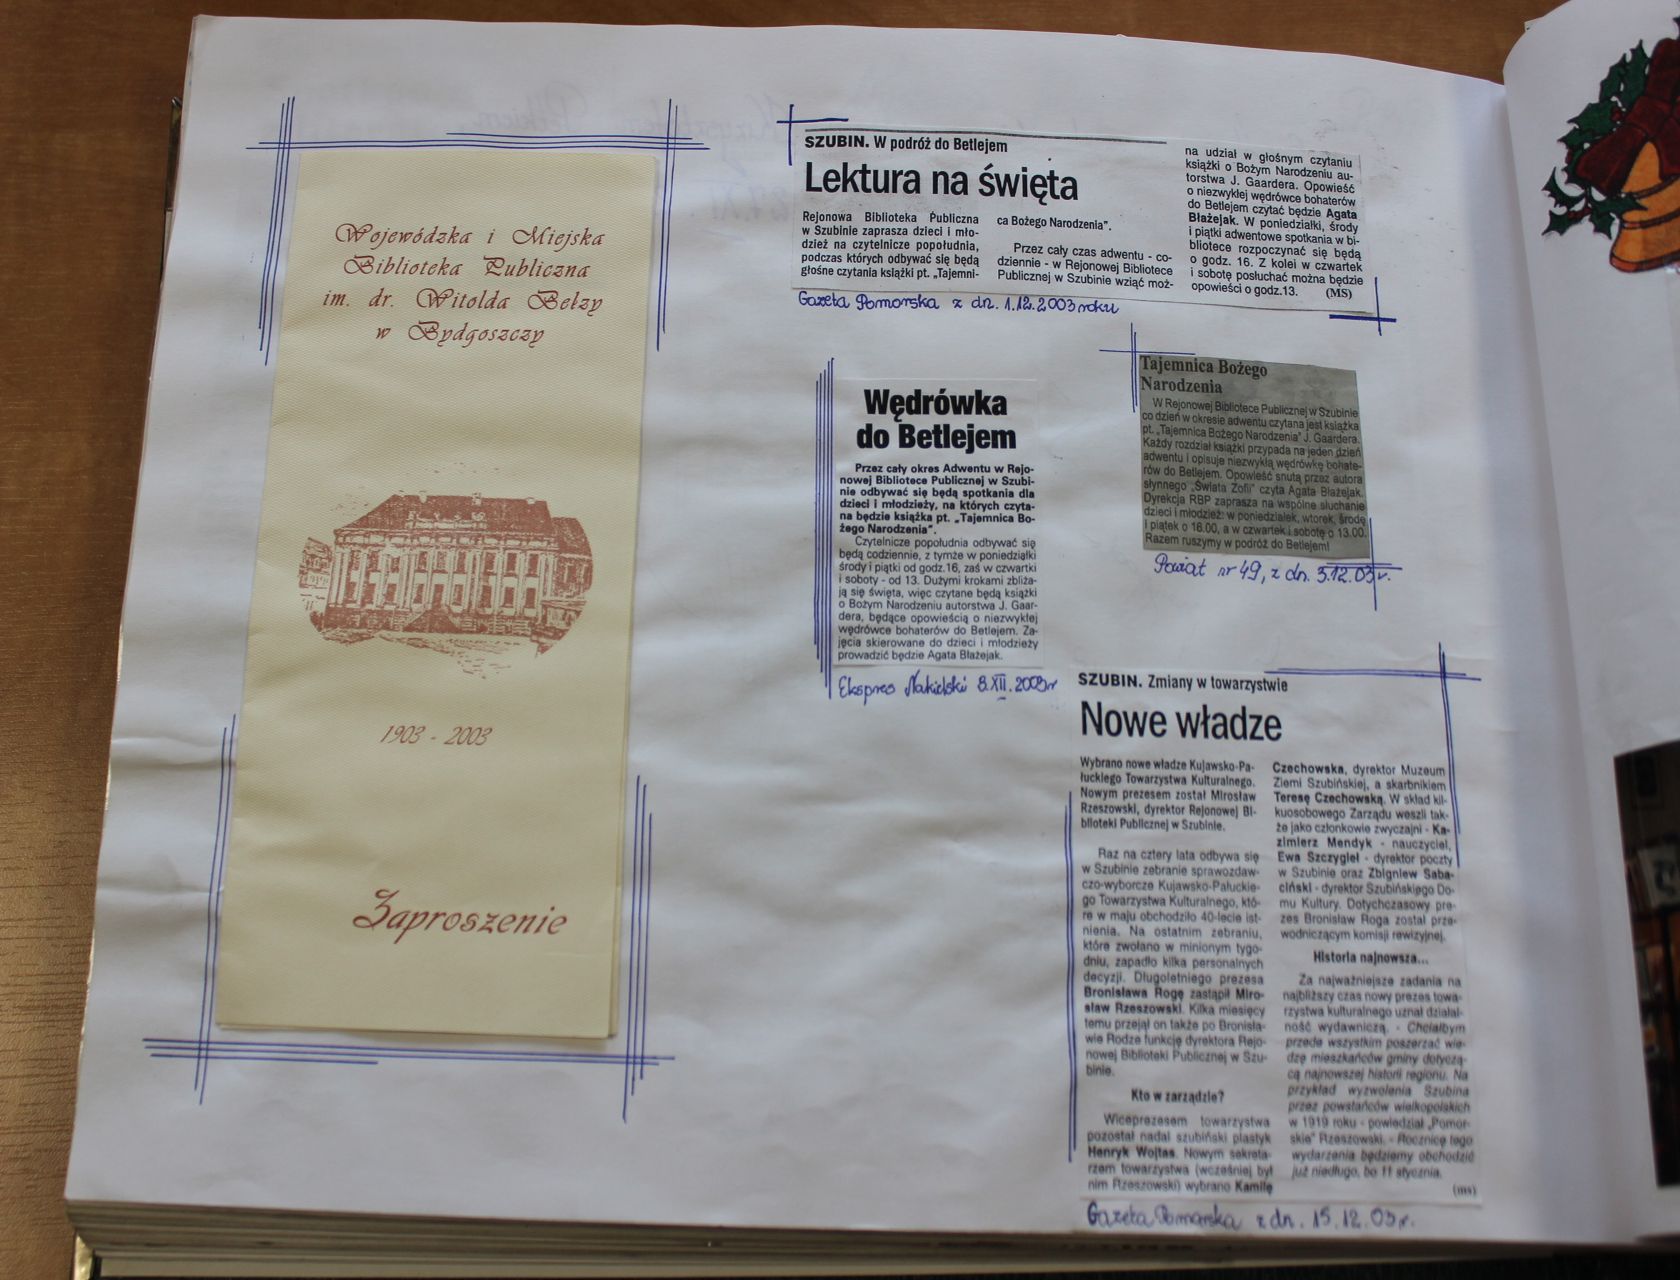 Wojewódzka i Miejska
Biblioteka Publiczna
im. dr. Witolda Bełzy
w Bydgoszczy
1903 - 2003
Zaproszenie
SZUBIN. W podróż do Betlejem
Lektura na święta
Rejonowa Biblioteka Publiczna
w Szubinie zaprasza dzieci i mło-
dzież na czytelnicze popołudnia,
podczas których odbywać się będą
głośne czytania książki pt. „Tajemni-
ca Bożego Narodzenia”.
Przez cały czas adwentu - co-
dziennie - w Rejonowej Bibliotece
Publicznej w Szubinie wziąć moż-
na udział w głośnym czytaniu
książki o Bożym Narodzeniu au-
torstwa J. Gaardera. Opowieść
o niezwykłej wędrówce bohaterów
do Betlejem czytać będzie Agata
Błażejak. W poniedziałki, środy
i piątki adwentowe spotkania w bi-
bliotece rozpoczynać się będą
o godz. 16. Z kolei w czwartek
i sobotę posłuchać można będzie
opowieści o godz.13. (MS)
Gazeta Pomorska z dn. 1.12.2003 roku
Wędrówka
do Betlejem
Przez cały okres Adwentu w Rejo-
nowej Bibliotece Publicznej w Szubi-
nie odbywać się będą spotkania dla
dzieci i młodzieży, na których czyta-
na będzie książka pt. „Tajemnica Bo-
żego Narodzenia”.
Czytelnicze popołudnia odbywać się
będą codziennie, z tymże w poniedziałki
środy i piątki od godz.16, zaś w czwartki
i soboty - od 13. Dużymi krokami zbliża-
ją się święta, więc czytane będą książki
o Bożym Narodzeniu autorstwa J. Gaar-
dera, będące opowieścią o niezwykłej
wędrówce bohaterów do Betlejem. Za-
jęcia skierowane do dzieci i młodzieży
prowadzić będzie Agata Błażejak.
Ekspres Nakielski 8.XII.2003r
Tajemnica Bożego
Narodzenia
W Rejonowej Bibliotece Publicznej w Szubinie
co dzień w okresie adwentu czytana jest książka
pt. „Tajemnica Bożego Narodzenia” J. Gaardera.
Każdy rozdział książki przypada na jeden dzień
adwentu i opisuje niezwykłą wędrówkę bohate-
rów do Betlejem. Opowieść snutą przez autora
słynnego „Świata Zofii” czyta Agata Błażejak.
Dyrekcja RBP zaprasza na wspólne słuchanie
dzieci i młodzież: w poniedziałek, wtorek, środę
i piątek o 16.00, a w czwartek i sobotę o 13.00.
Razem ruszymy w podróż do Betlejem!
Powiat nr 49, z dn. 5.12.03r.
SZUBIN. Zmiany w towarzystwie
Nowe władze
Wybrano nowe władze Kujawsko-Pa-
łuckiego Towarzystwa Kulturalnego.
Nowym prezesem został Mirosław
Rzeszowski, dyrektor Rejonowej Bi-
blioteki Publicznej w Szubinie.
Raz na cztery lata odbywa się
w Szubinie zebranie sprawozdaw-
czo-wyborcze Kujawsko-Pałuckie-
go Towarzystwa Kulturalnego, któ-
re w maju obchodziło 40-lecie ist-
nienia. Na ostatnim zebraniu,
które zwołano w minionym tygo-
dniu, zapadło kilka personalnych
decyzji. Długoletniego prezesa
Bronisława Rogę zastąpił Miro-
sław Rzeszowski. Kilka miesięcy
temu przejął on także po Bronisła-
wie Rodze funkcję dyrektora Rejo-
nowej Biblioteki Publicznej w Szu-
binie.
Kto w zarządzie?
Wiceprezesem towarzystwa
pozostał nadal szubiński plastyk
Henryk Wojtas. Nowym sekreta-
rzem towarzystwa (wcześniej był
nim Rzeszowski) wybrano Kamilę
Czechowska, dyrektor Muzeum
Ziemi Szubińskiej, a skarbnikiem
Teresę Czechowską. W skład kil-
kuosobowego Zarządu weszli tak-
że jako członkowie zwyczajni - Ka-
zimierz Mendyk - nauczyciel,
Ewa Szczygieł - dyrektor poczty
w Szubinie oraz Zbigniew Saba-
ciński - dyrektor Szubińskiego Do-
mu Kultury. Dotychczasowy pre-
zes Bronisław Roga został prze-
wodniczącym komisji rewizyjnej.
Historia najnowsza...
Za najważniejsze zadania na
najbliższy czas nowy prezes towa-
rzystwa kulturalnego uznał działal-
ność wydawniczą. - Chciałbym
przede wszystkim poszerzać wie-
dzę mieszkańców gminy dotyczą-
cą najnowszej historii regionu. Na
przykład wyzwolenia Szubina
przez powstańców wielkopolskich
w 1919 roku - powiedział „Pomor-
skiej” Rzeszowski. - Rocznicę tego
wydarzenia będziemy obchodzić
już niedługo, bo 11 stycznia.
(ms)
Gazeta Pomorska z dn. 15.12.03r.